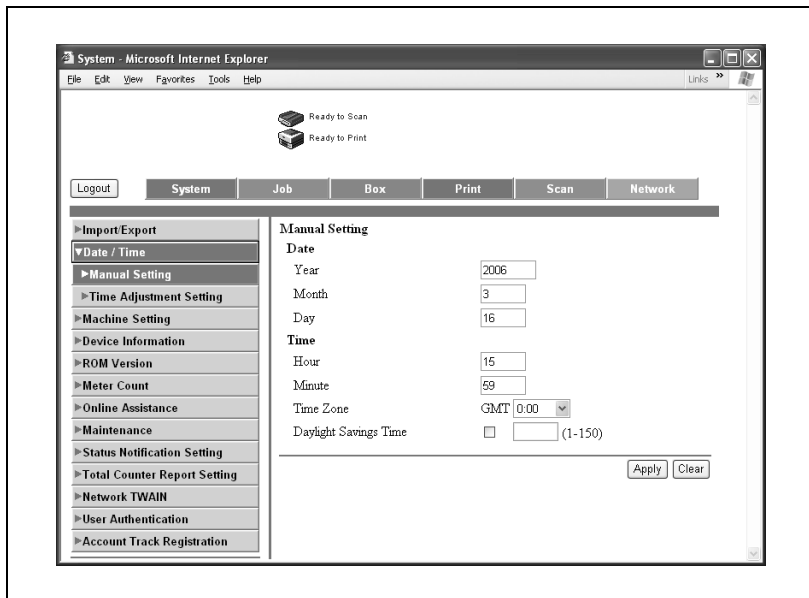 System - Microsoft Internet Explorer
File Edit View Favorites Tools Help
Links »
Ready to Scan
Ready to Print
Logout
System Job Box Print Scan Network
Import/Export
Date / Time
Manual Setting
Time Adjustment Setting
Machine Setting
Device Information
ROM Version
Meter Count
Online Assistance
Maintenance
Status Notification Setting
Total Counter Report Setting
Network TWAIN
User Authentication
Account Track Registration
Manual Setting
Date
Year 2006
Month 3
Day 16
Time
Hour 15
Minute 59
Time Zone GMT 0:00
Daylight Savings Time (1-150)
Apply Clear